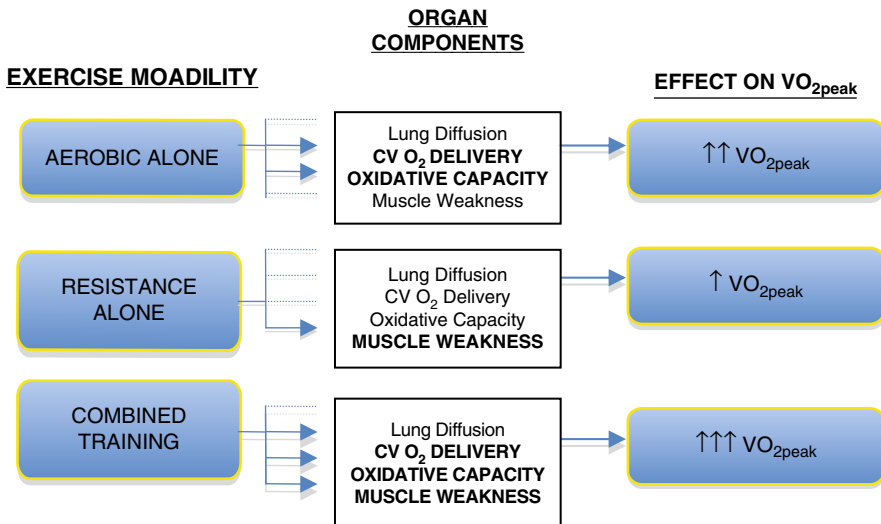 ORGAN
COMPONENTS
EXERCISE MOADILITY
EFFECT ON VO₂peak
AEROBIC ALONE
Lung Diffusion
CV O₂ DELIVERY
OXIDATIVE CAPACITY
Muscle Weakness
↑↑ VO₂peak
RESISTANCE
ALONE
Lung Diffusion
CV O₂ Delivery
Oxidative Capacity
MUSCLE WEAKNESS
↑ VO₂peak
COMBINED
TRAINING
Lung Diffusion
CV O₂ DELIVERY
OXIDATIVE CAPACITY
MUSCLE WEAKNESS
↑↑↑ VO₂peak